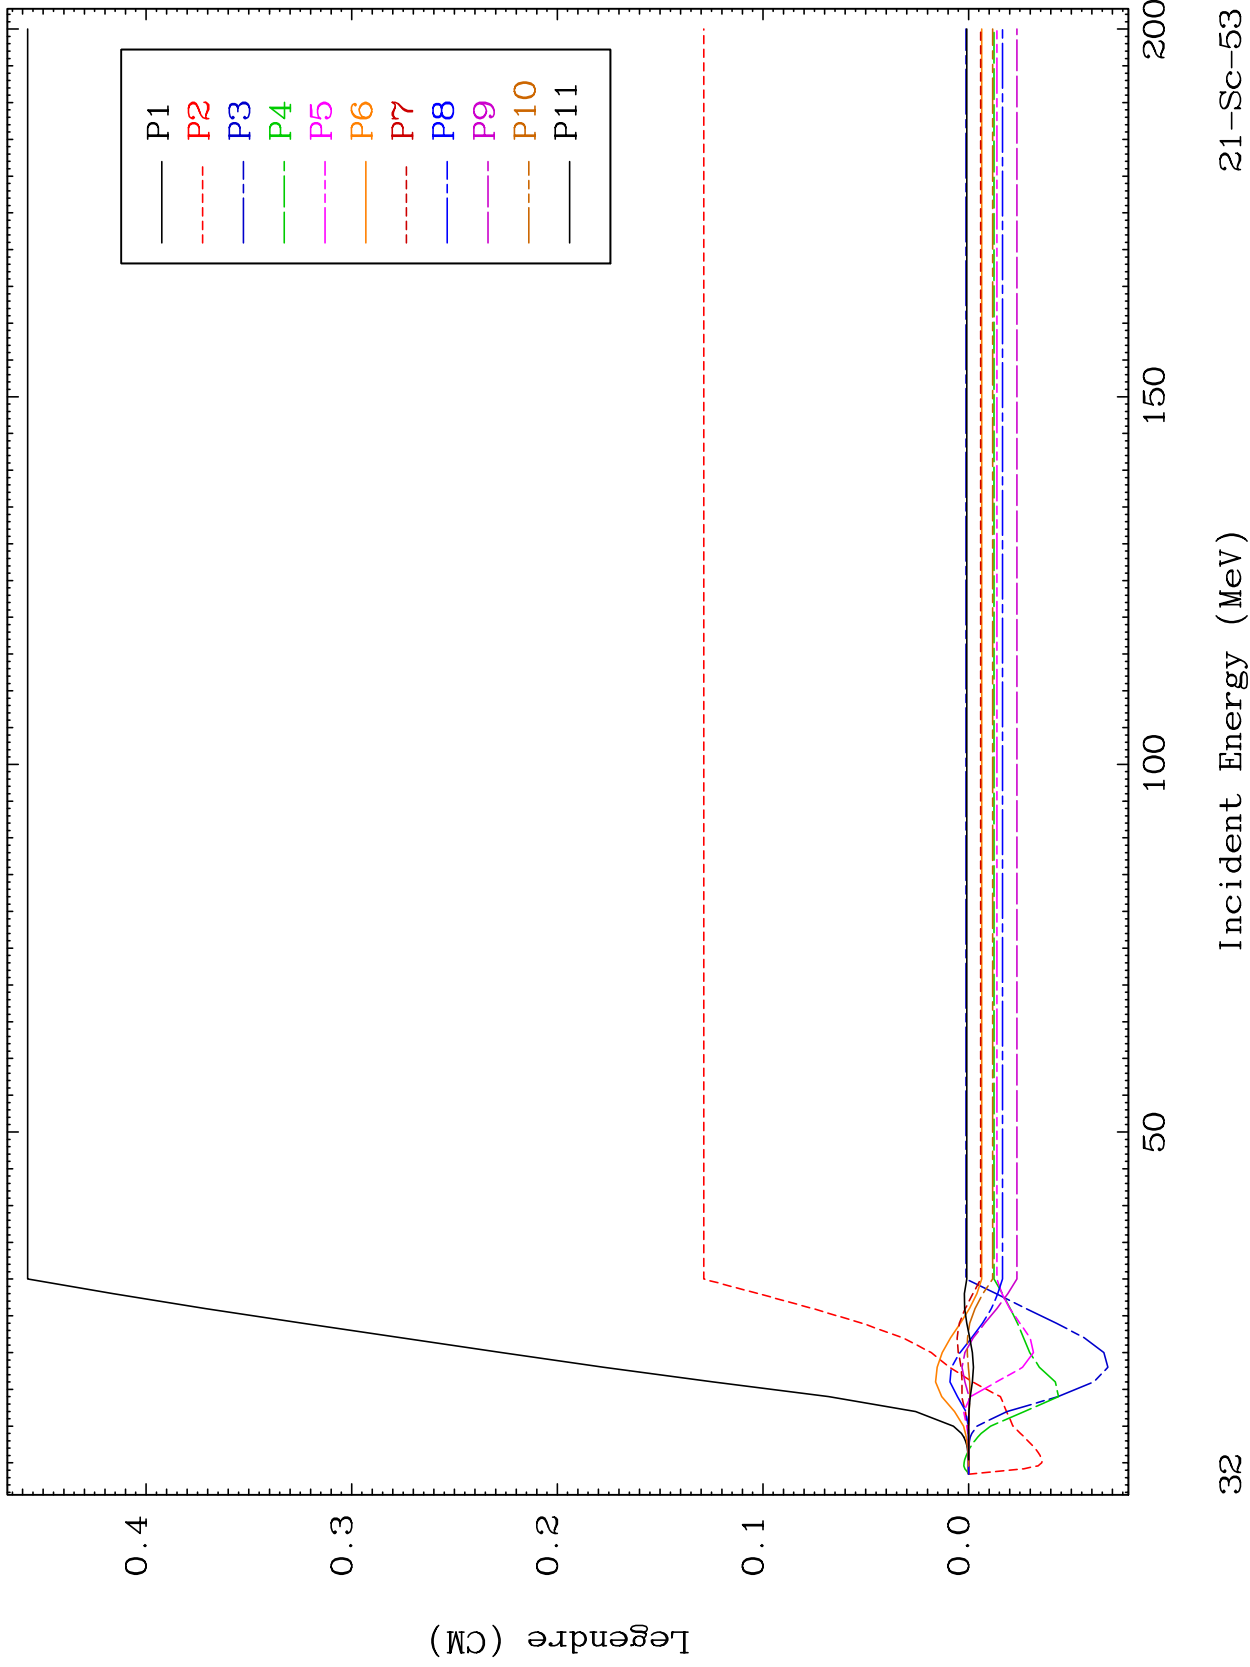 Legendre (CM)
0.4
0.3
0.2
0.1
0.0
P1
P2
P3
P4
P5
P6
P7
P8
P9
P10
P11
50
100
150
200
Incident Energy (MeV)
32
21-Sc-53